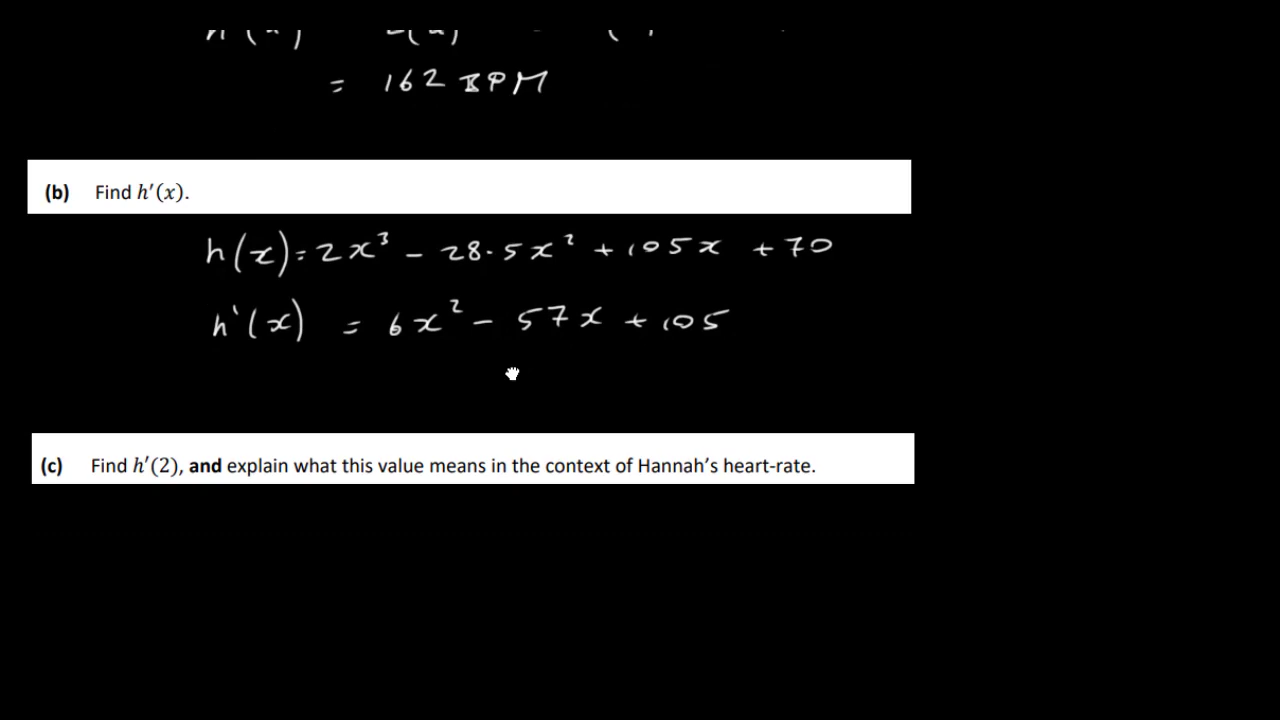 = 162 BPM
(b) Find h′(x).
h(x) = 2x³ - 28.5x² + 105x + 70
h'(x) = 6x² - 57x + 105
(c) Find h′(2), and explain what this value means in the context of Hannah’s heart-rate.